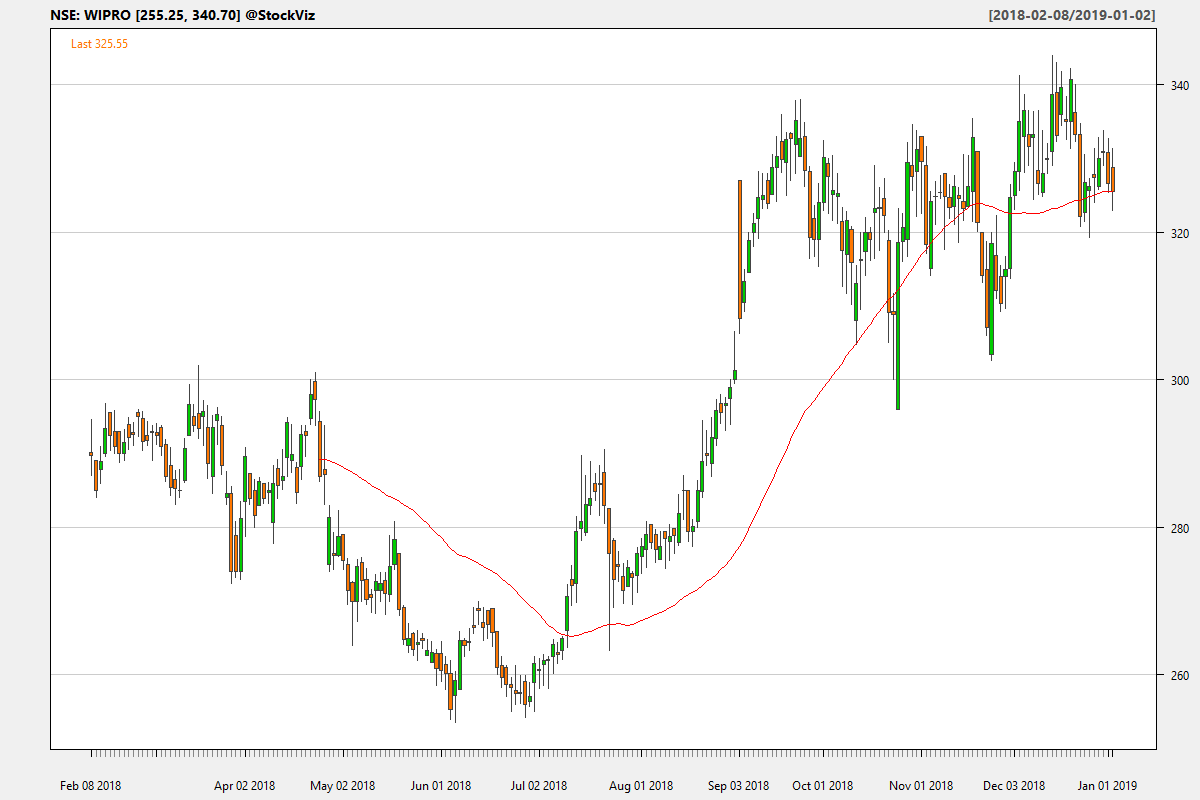 NSE: WIPRO [255.25, 340.70] @StockViz
[2018-02-08/2019-01-02]
Last 325.55
340
320
300
280
260
Feb 08 2018
Apr 02 2018
May 02 2018
Jun 01 2018
Jul 02 2018
Aug 01 2018
Sep 03 2018
Oct 01 2018
Nov 01 2018
Dec 03 2018
Jan 01 2019